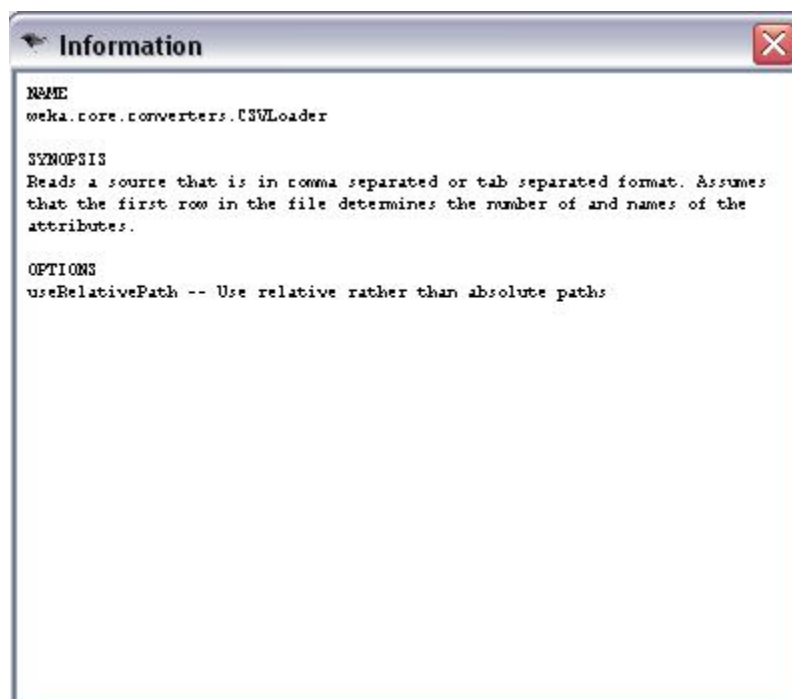 Information
NAME
weka.core.converters.CSVLoader
SYNOPSIS
Reads a source that is in comma separated or tab separated format. Assumes
that the first row in the file determines the number of and names of the
attributes.
OPTIONS
useRelativePath -- Use relative rather than absolute paths